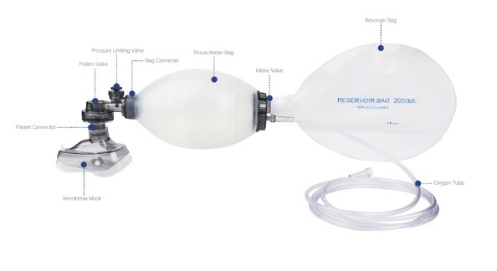 Reservoir Bag
Resuscitation Bag
Pressure Limiting Valve
Bag Connector
Patient Valve
Intake Valve
RESERVOIR BAG 2000ML
Patient Connector
Oxygen Tube
Anesthesia Mask